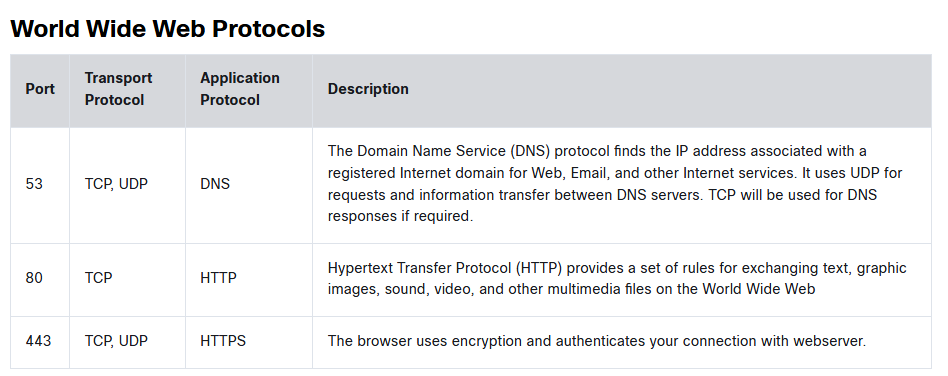 World Wide Web Protocols
Port
Transport
Protocol
Application
Protocol
Description
53
TCP, UDP
DNS
The Domain Name Service (DNS) protocol finds the IP address associated with a
registered Internet domain for Web, Email, and other Internet services. It uses UDP for
requests and information transfer between DNS servers. TCP will be used for DNS
responses if required.
80
TCP
HTTP
Hypertext Transfer Protocol (HTTP) provides a set of rules for exchanging text, graphic
images, sound, video, and other multimedia files on the World Wide Web
443
TCP, UDP
HTTPS
The browser uses encryption and authenticates your connection with webserver.